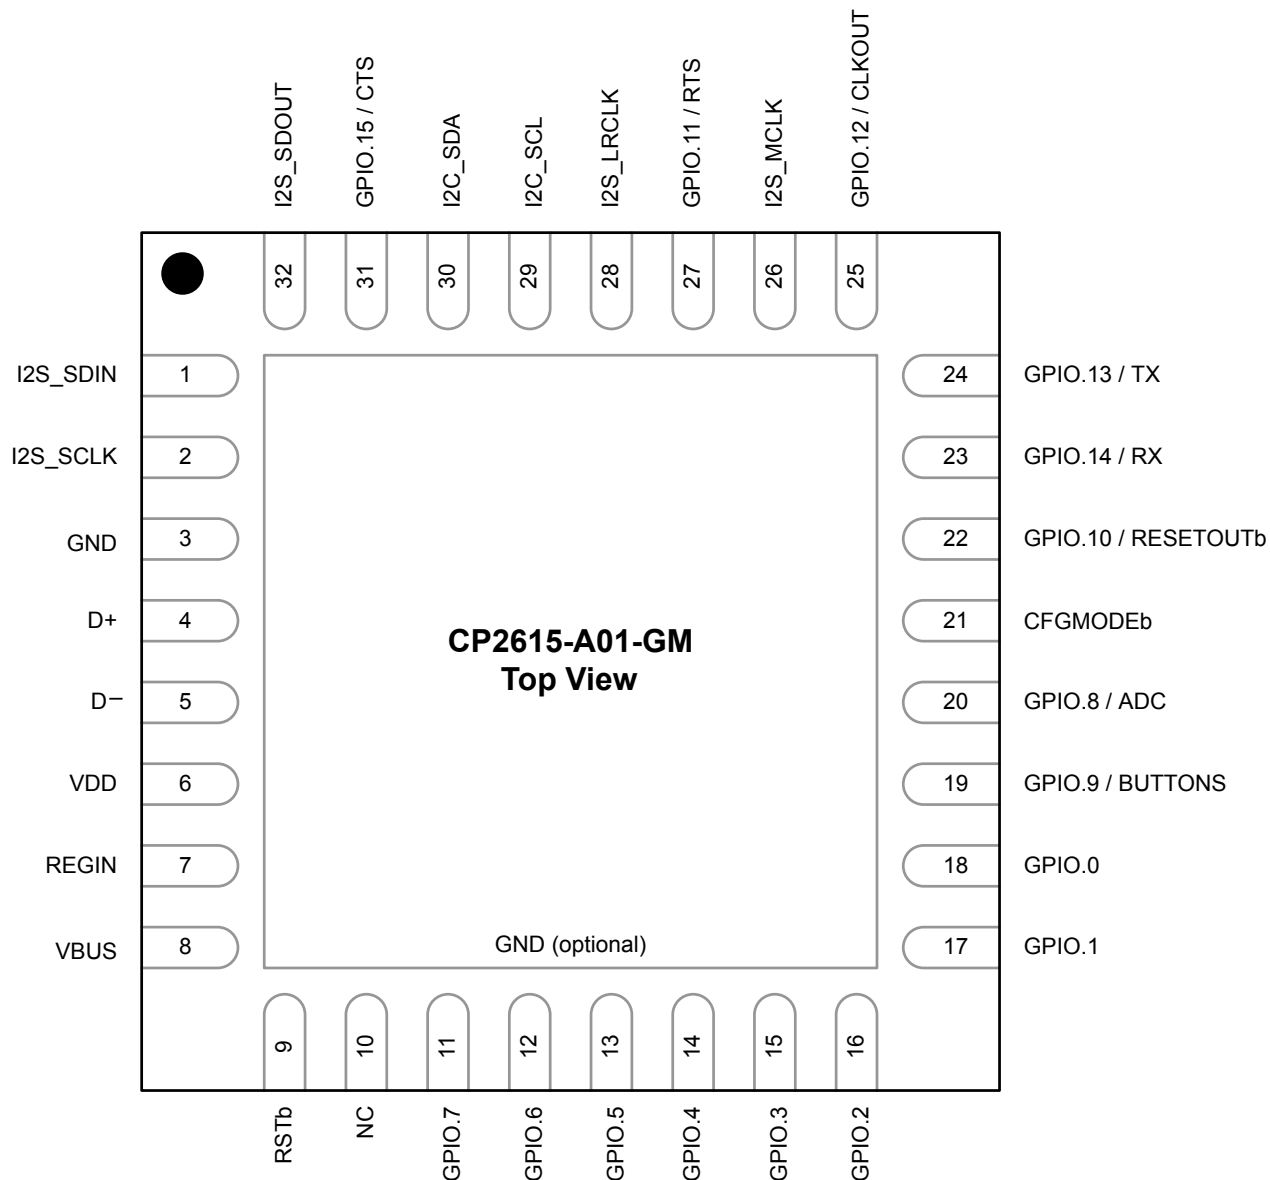 I2S_SDOUT
GPIO.15 / CTS
I2C_SDA
I2C_SCL
I2S_LRCLK
GPIO.11 / RTS
I2S_MCLK
GPIO.12 / CLKOUT
32
31
30
29
28
27
26
25
I2S_SDIN 1
24 GPIO.13 / TX
I2S_SCLK 2
23 GPIO.14 / RX
GND 3
22 GPIO.10 / RESETOUTb
D+ 4
21 CFGMODEb
CP2615-A01-GM
Top View
D− 5
20 GPIO.8 / ADC
VDD 6
19 GPIO.9 / BUTTONS
REGIN 7
18 GPIO.0
VBUS 8
GND (optional)
17 GPIO.1
9
10
11
12
13
14
15
16
RSTb
NC
GPIO.7
GPIO.6
GPIO.5
GPIO.4
GPIO.3
GPIO.2